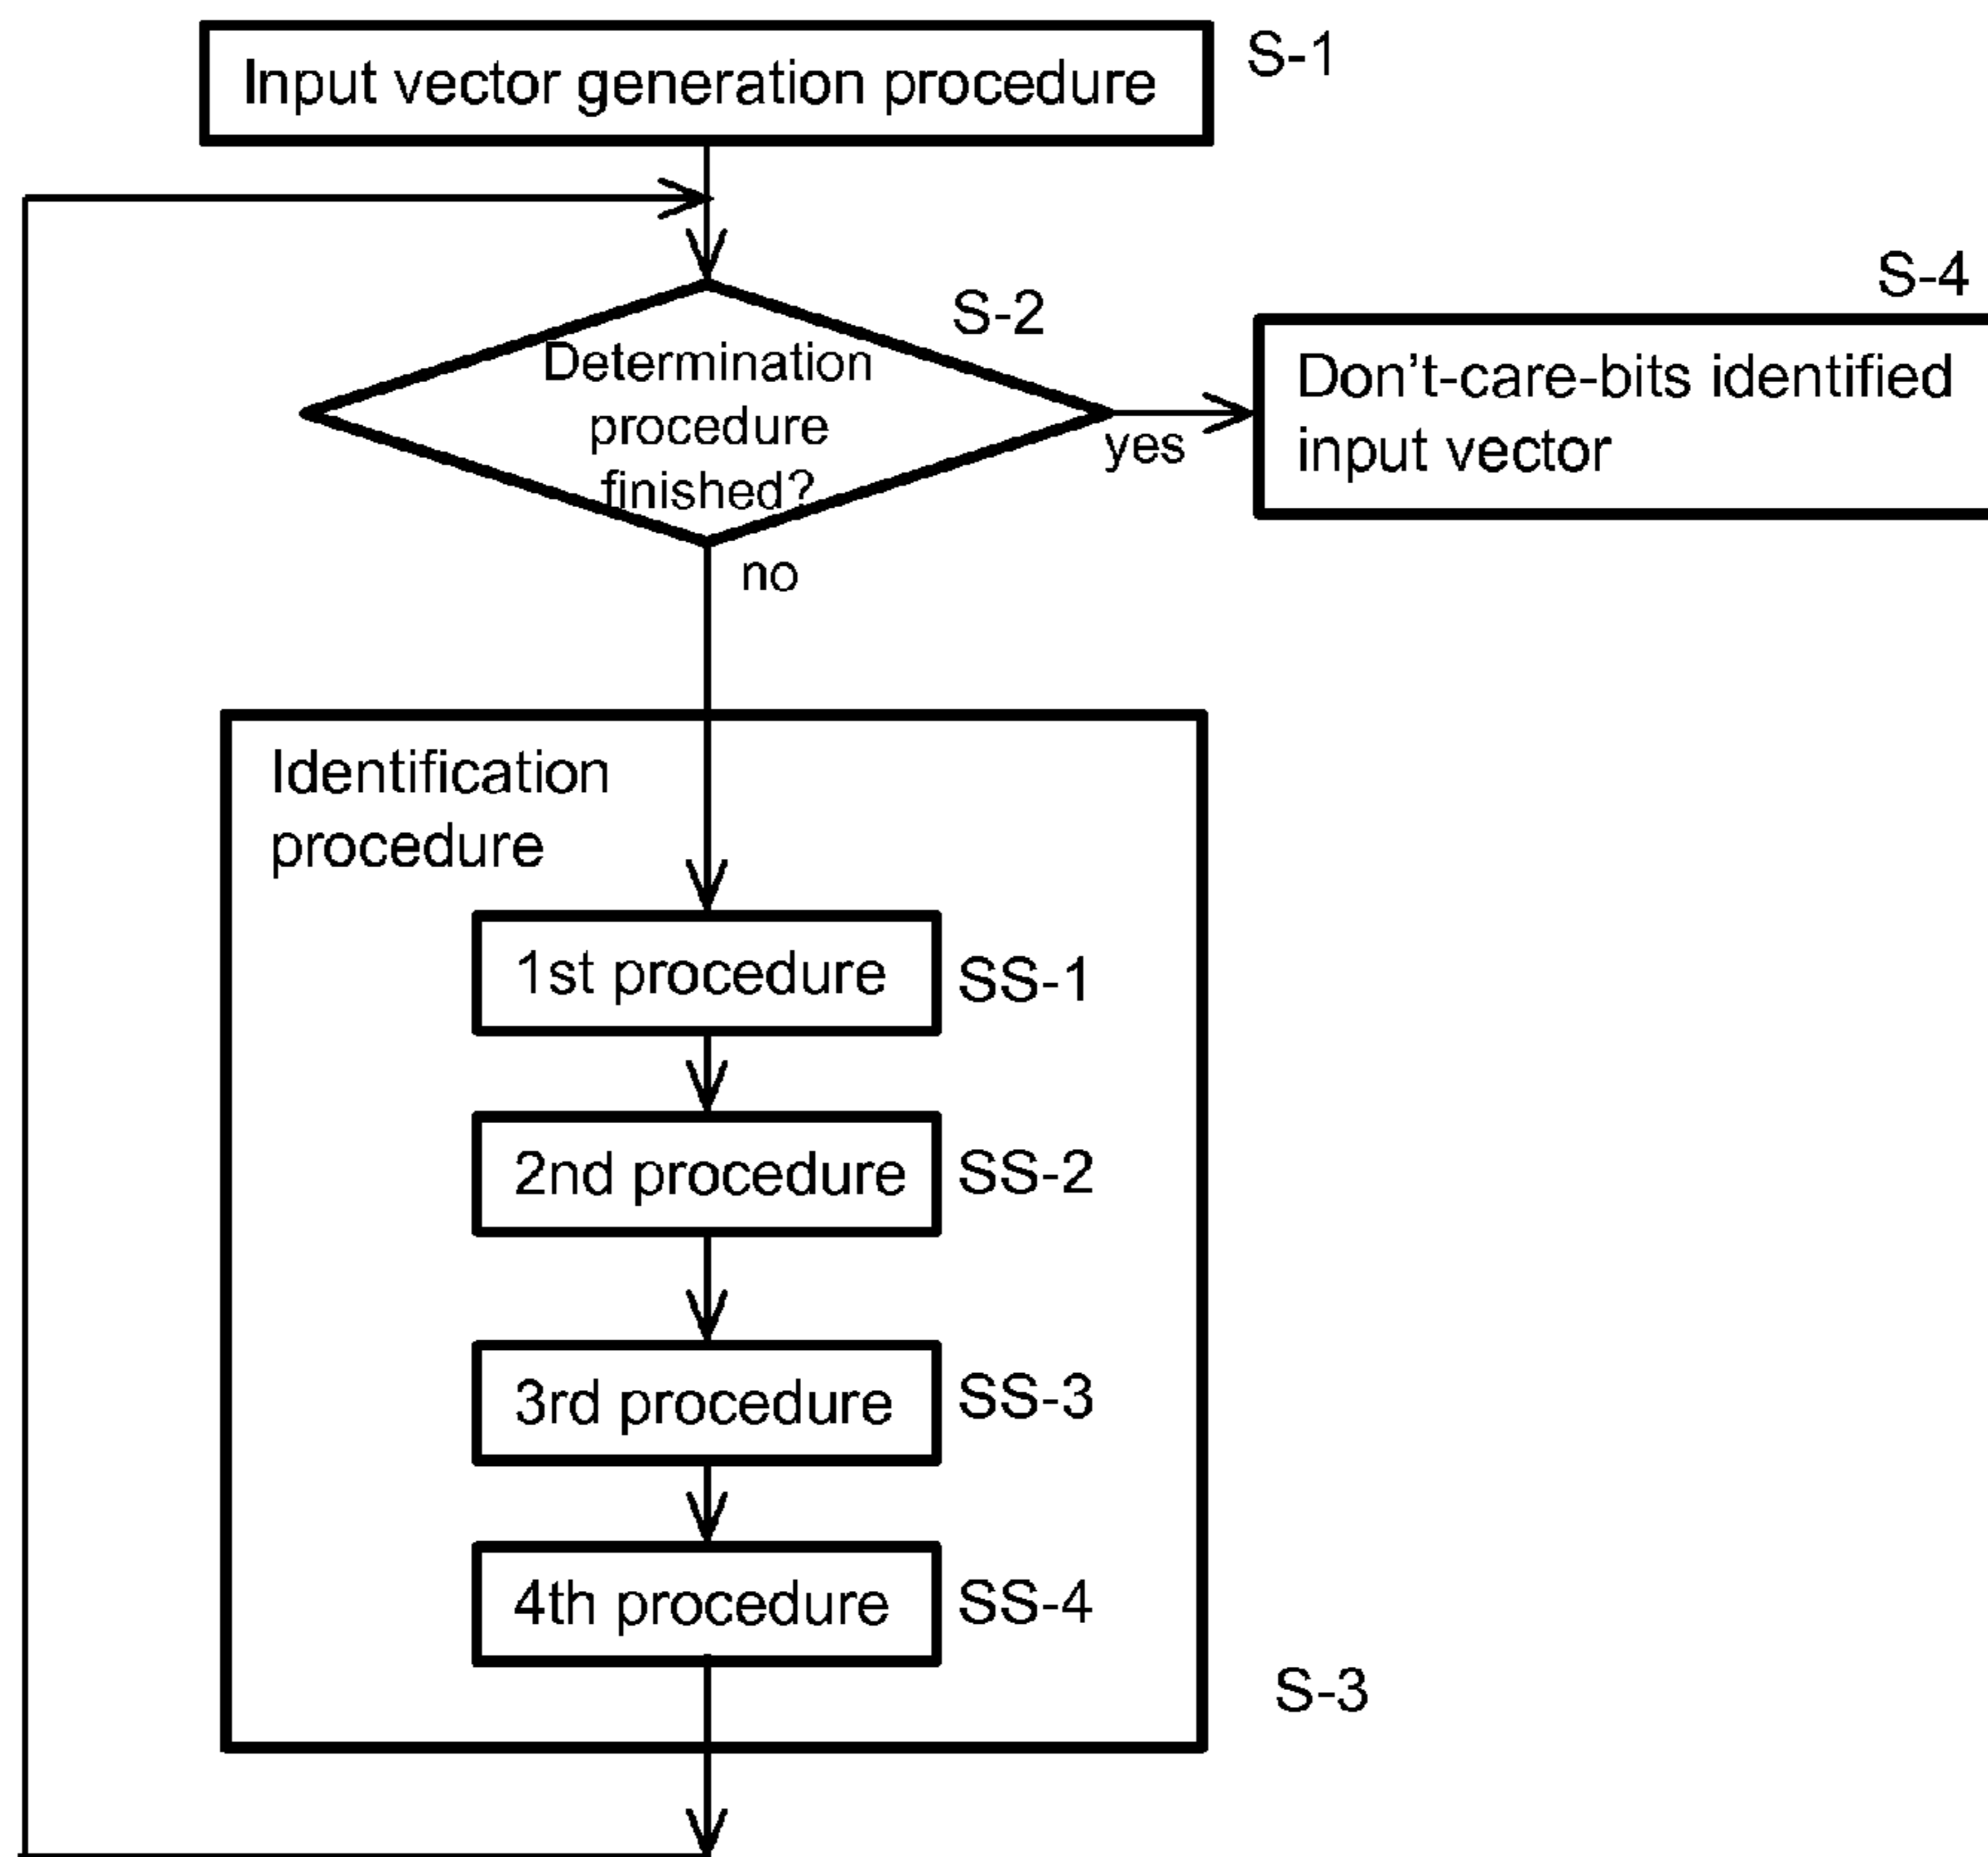 Input vector generation procedure
S-1
S-2
Determination
procedure
finished?
yes
no
S-4
Don't-care-bits identified
input vector
Identification
procedure
1st procedure
SS-1
2nd procedure
SS-2
3rd procedure
SS-3
4th procedure
SS-4
S-3